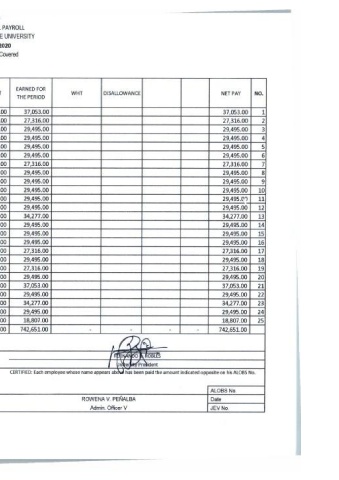 PAYROLL
E UNIVERSITY
2020
Covered
EARNED FOR THE PERIOD WHT DISALLOWANCE NET PAY NO.
00 37,053.00 37,053.00 1
00 27,316.00 27,316.00 2
00 29,495.00 29,495.00 3
00 29,495.00 29,495.00 4
00 29,495.00 29,495.00 5
00 29,495.00 29,495.00 6
00 27,316.00 27,316.00 7
00 29,495.00 29,495.00 8
00 29,495.00 29,495.00 9
00 29,495.00 29,495.00 10
00 29,495.00 29,495.00 11
00 29,495.00 29,495.00 12
00 34,277.00 34,277.00 13
00 29,495.00 29,495.00 14
00 29,495.00 29,495.00 15
00 29,495.00 29,495.00 16
00 27,316.00 27,316.00 17
00 29,495.00 29,495.00 18
00 27,316.00 27,316.00 19
00 29,495.00 29,495.00 20
00 37,053.00 37,053.00 21
00 29,495.00 29,495.00 22
00 34,277.00 34,277.00 23
00 29,495.00 29,495.00 24
00 18,807.00 18,807.00 25
00 742,651.00 - - - - 742,651.00
ROBLES
President
CERTIFIED: Each employee whose name appears above has been paid the amount indicated opposite on his ALOBS No.
ALOBS No
ROWENA V. PEÑALBA Date
Admin. Officer V JEV No